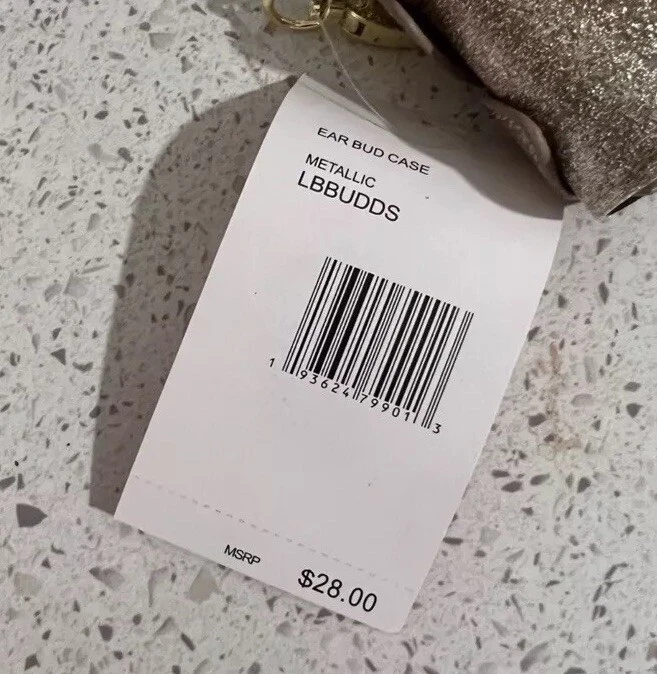 EAR BUD CASE
METALLIC
LBBUDDS
1 93624 79901 3
MSRP $28.00